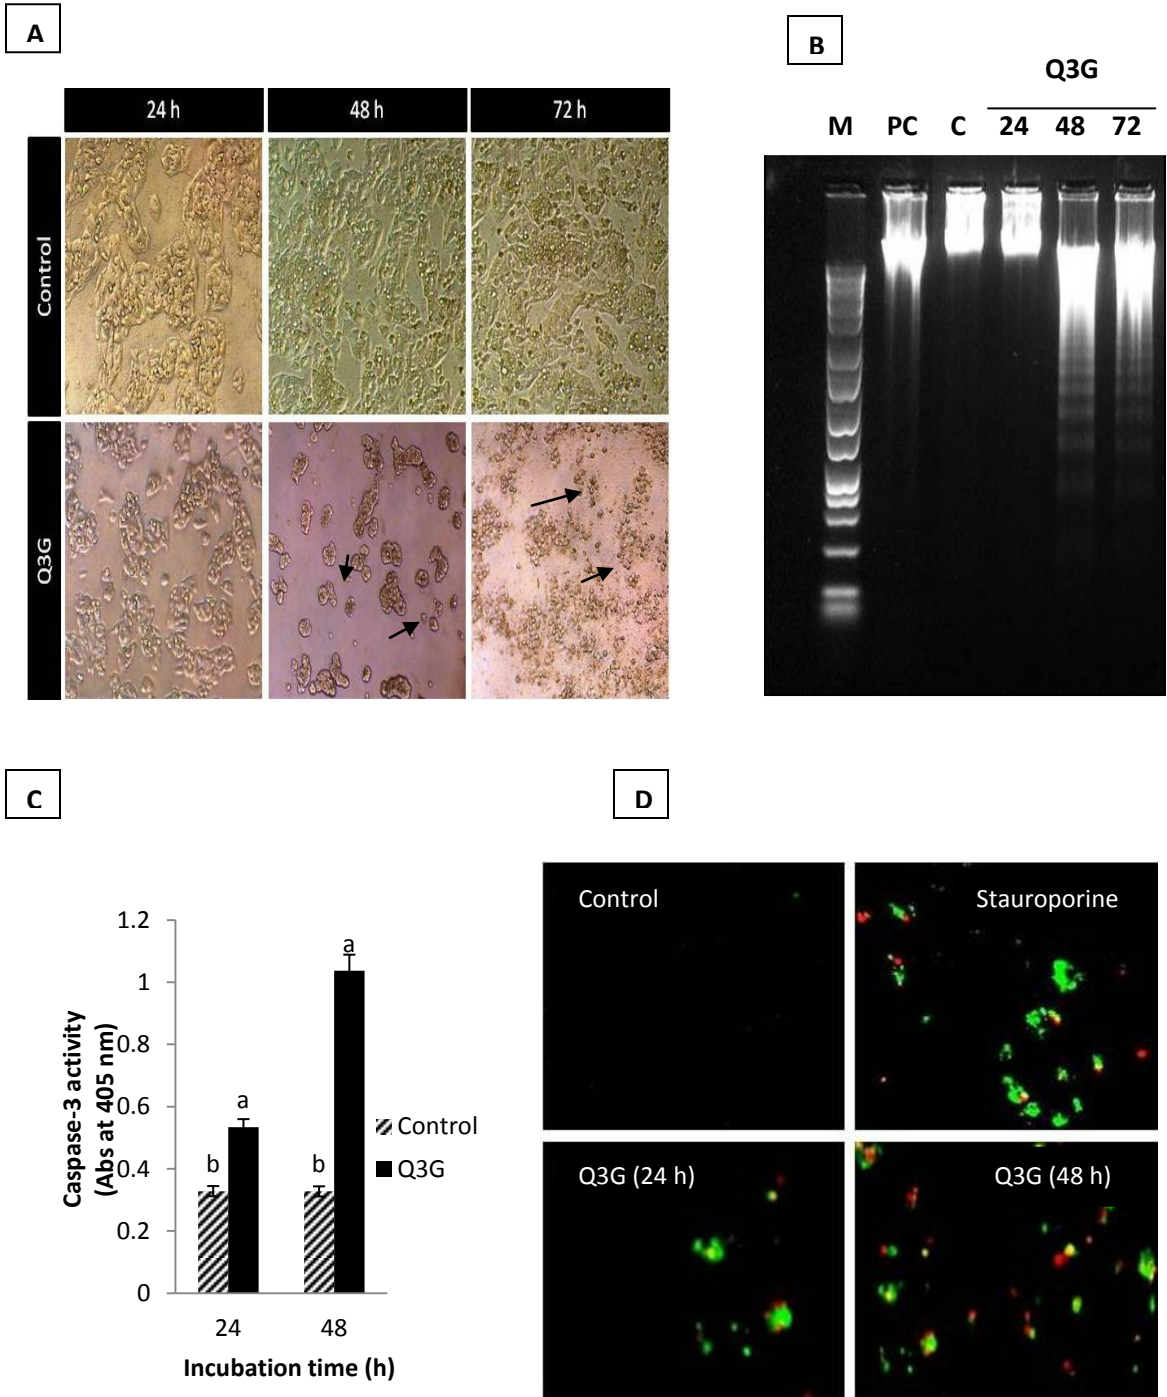 A
B
Q3G
M PC C 24 48 72
24 h 48 h 72 h
Control
Q3G
C
D
Caspase-3 activity
(Abs at 405 nm)
1.2
1
0.8
0.6
0.4
0.2
0
b
a
b
a
Control
Q3G
24 48
Incubation time (h)
Control
Stauroporine
Q3G (24 h)
Q3G (48 h)